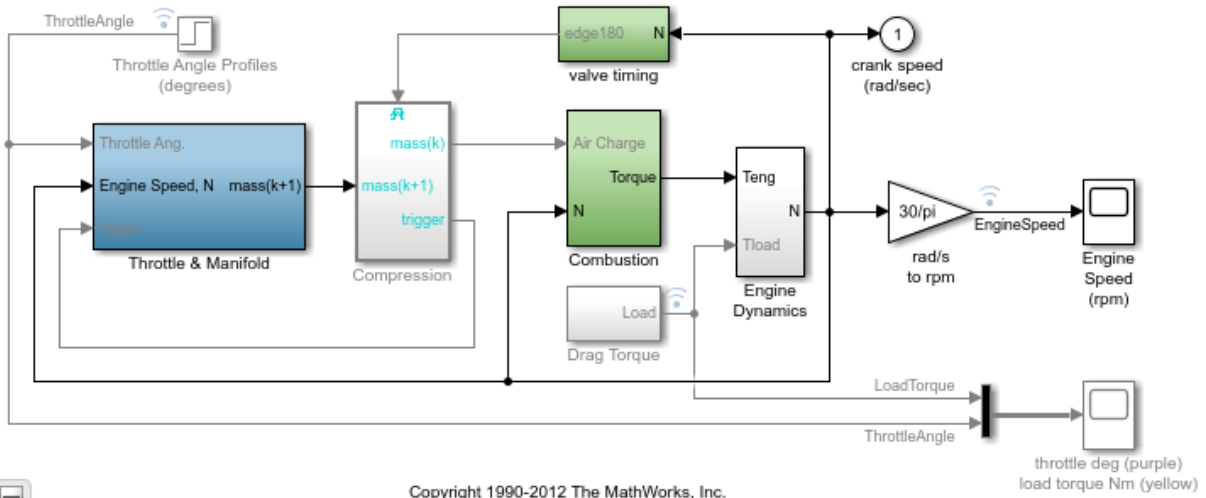 ThrottleAngle
Throttle Angle Profiles
(degrees)
edge180 N
valve timing
1
crank speed
(rad/sec)
Throttle Ang.
Engine Speed, N mass(k+1)
trigger
Throttle & Manifold
mass(k)
mass(k+1)
trigger
Compression
Air Charge
Torque
N
Combustion
Teng
N
Tload
Engine
Dynamics
Load
Drag Torque
30/pi
rad/s
to rpm
EngineSpeed
Engine
Speed
(rpm)
LoadTorque
ThrottleAngle
throttle deg (purple)
load torque Nm (yellow)
Copyright 1990-2012 The MathWorks, Inc.